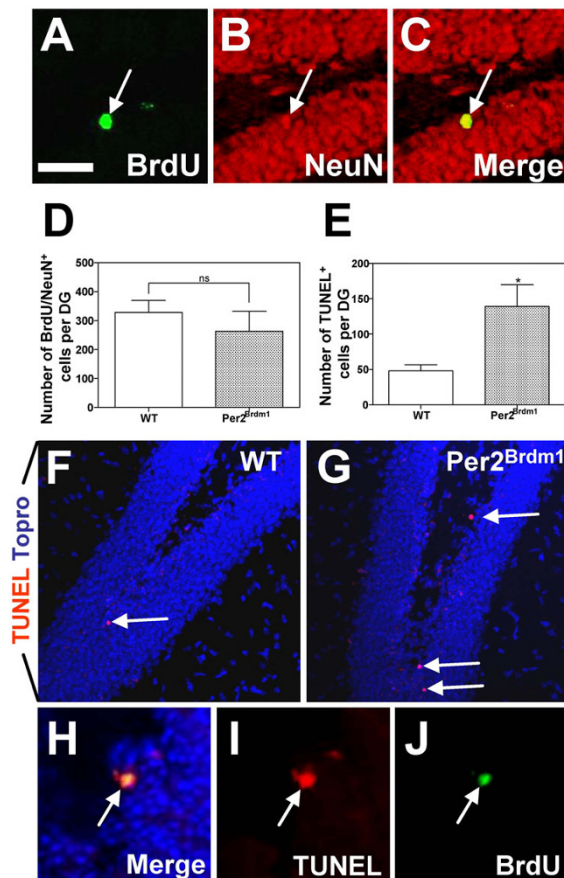 A
B
C
BrdU
NeuN
Merge
D
E
Number of BrdU/NeuN⁺
cells per DG
500
400
300
200
100
0
ns
WT
Per2ᴮʳᵈᵐ¹
Number of TUNEL⁺
cells per DG
200
150
100
50
0
*
WT
Per2ᴮʳᵈᵐ¹
TUNEL Topro
F
WT
G
Per2ᴮʳᵈᵐ¹
H
I
J
Merge
TUNEL
BrdU